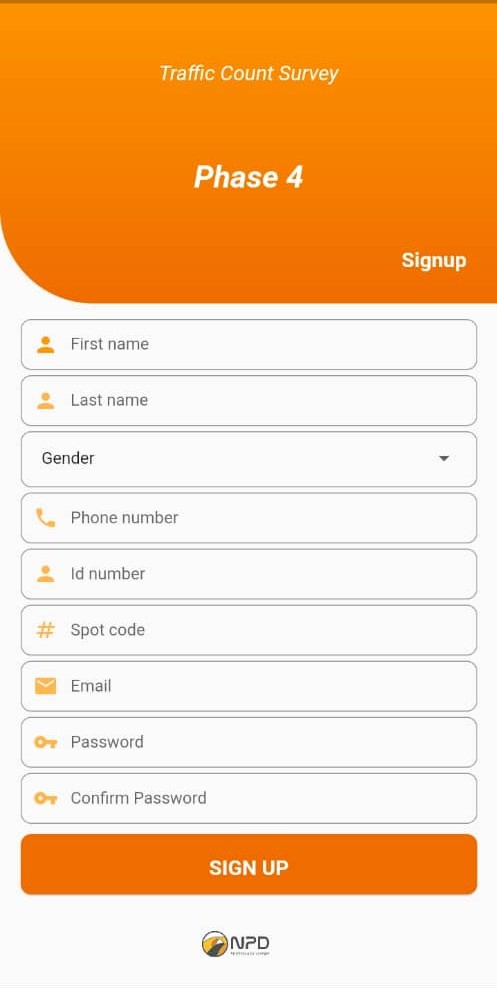 Traffic Count Survey
Phase 4
Signup
First name
Last name
Gender
Phone number
Id number
Spot code
Email
Password
Confirm Password
SIGN UP
NPD